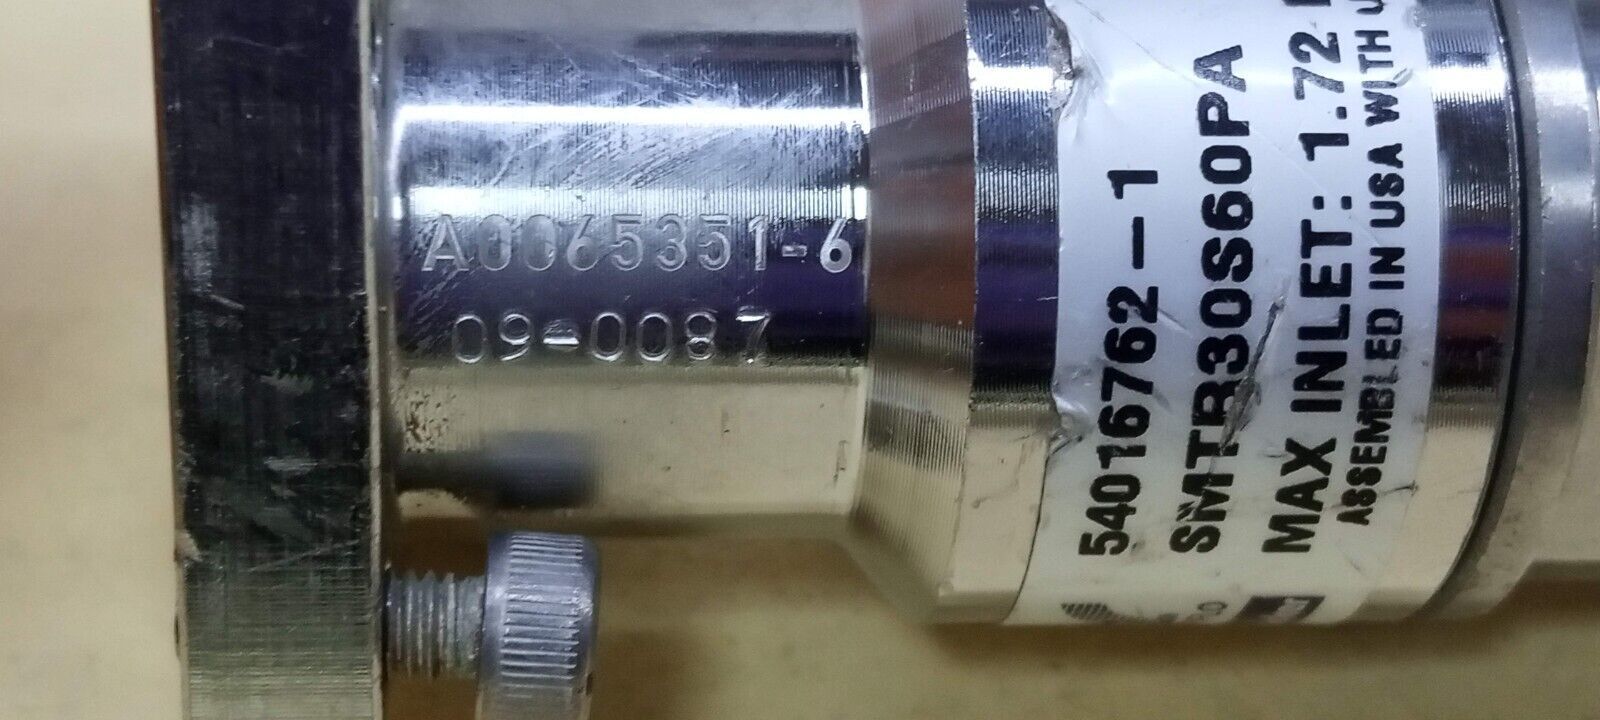 A0065351-6
09-0087
54016762-1
SMTR30S60PA
MAX INLET: 1.72
ASSEMBLED IN USA WITH